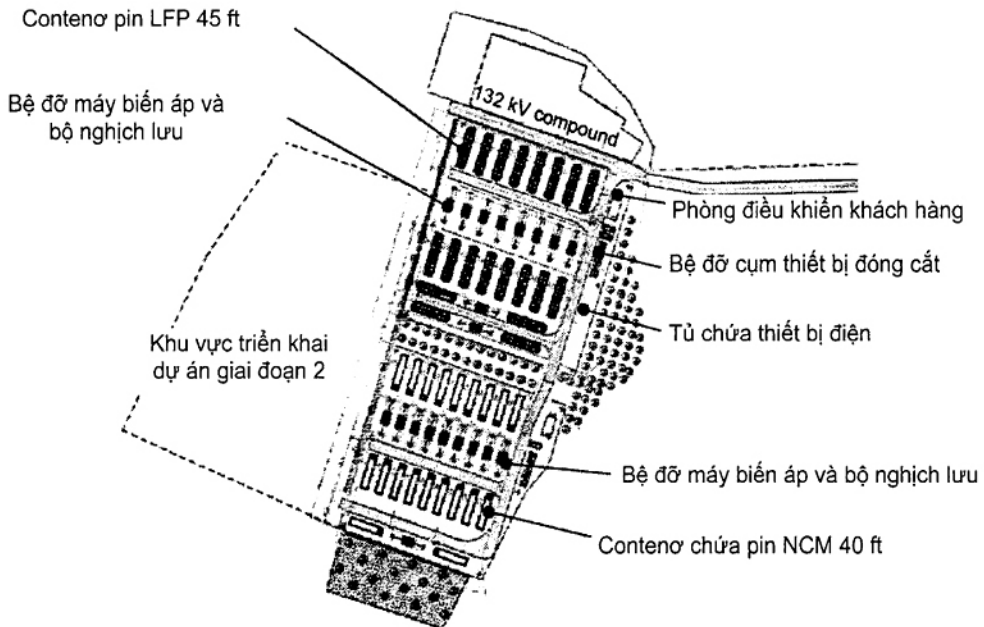 Contenơ pin LFP 45 ft
Bệ đỡ máy biến áp và
bộ nghịch lưu
132 kV compound
Phòng điều khiển khách hàng
Bệ đỡ cụm thiết bị đóng cắt
Tủ chứa thiết bị điện
Khu vực triển khai
dự án giai đoạn 2
Bệ đỡ máy biến áp và bộ nghịch lưu
Contenơ chứa pin NCM 40 ft